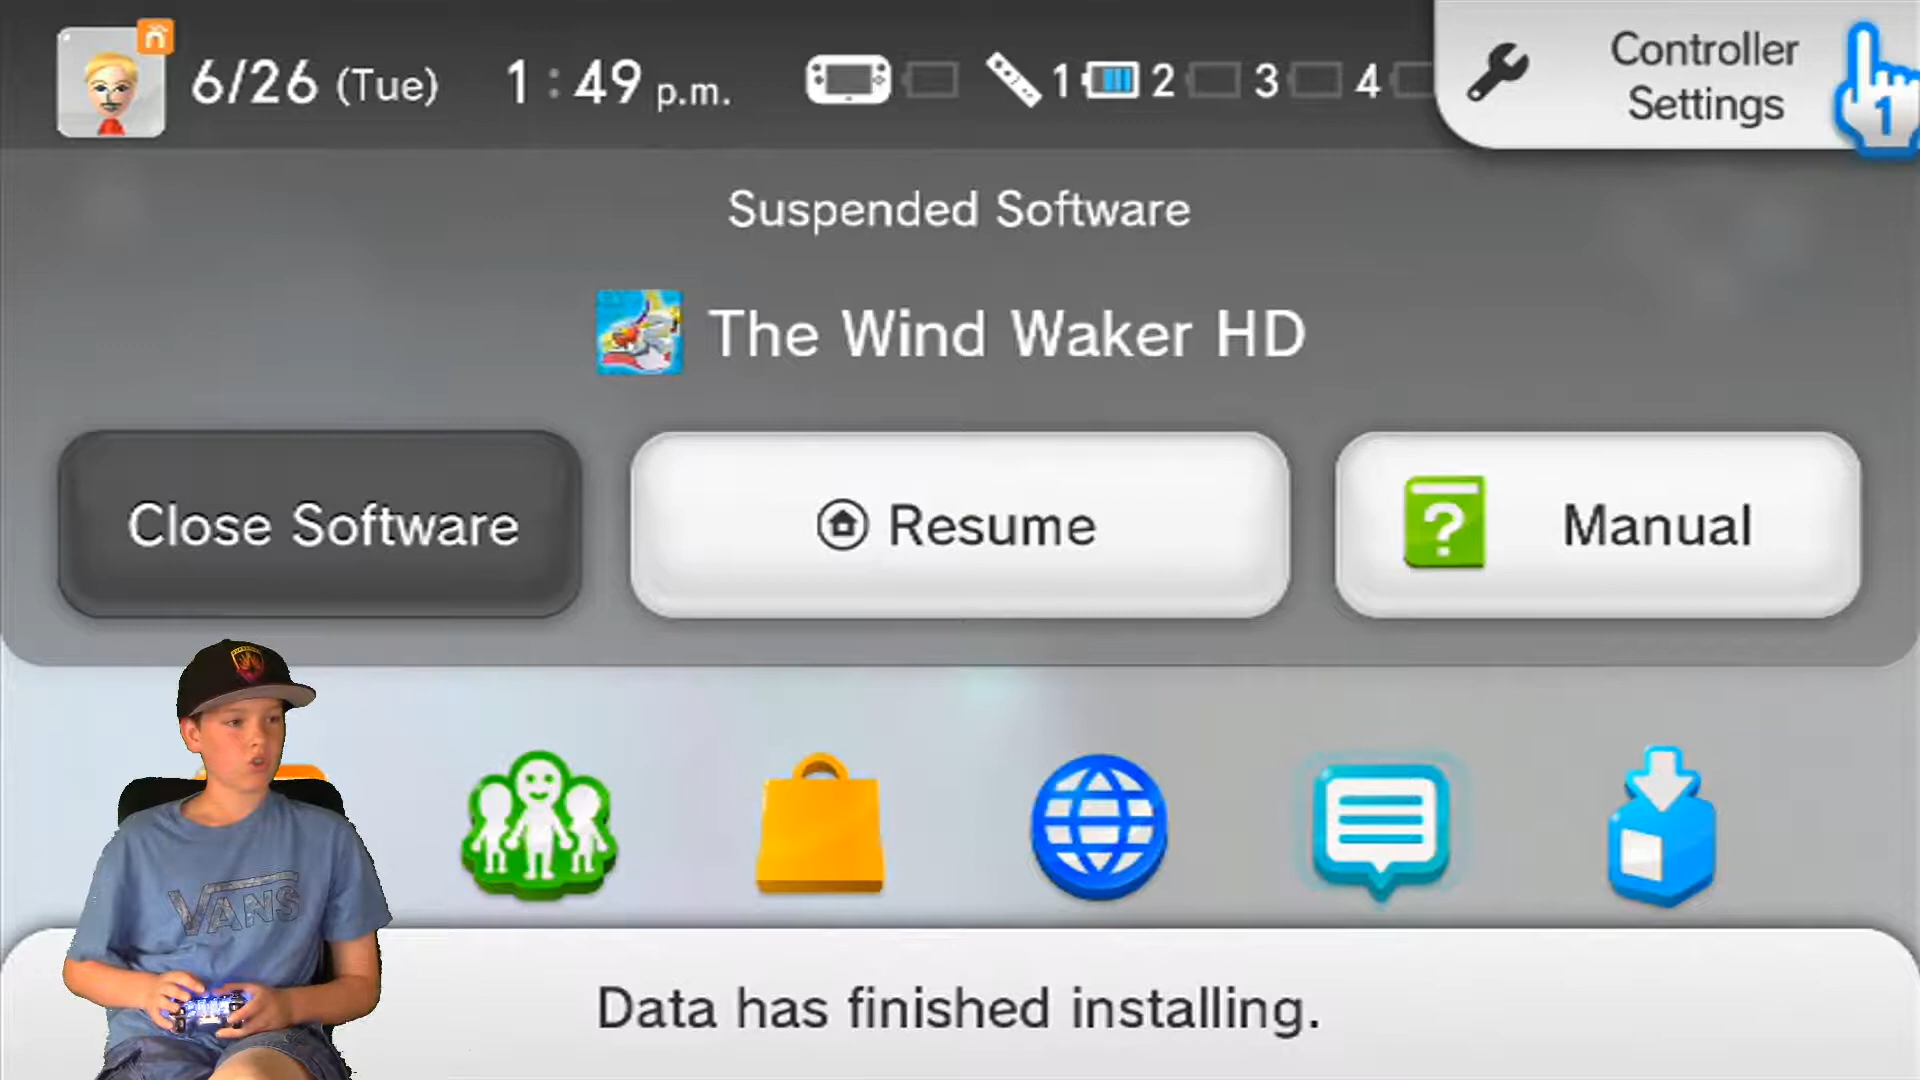 6/26 (Tue) 1:49 p.m. 1 2 3 4
Controller
Settings
1
Suspended Software
The Wind Waker HD
Close Software
Resume
? Manual
VANS
Data has finished installing.